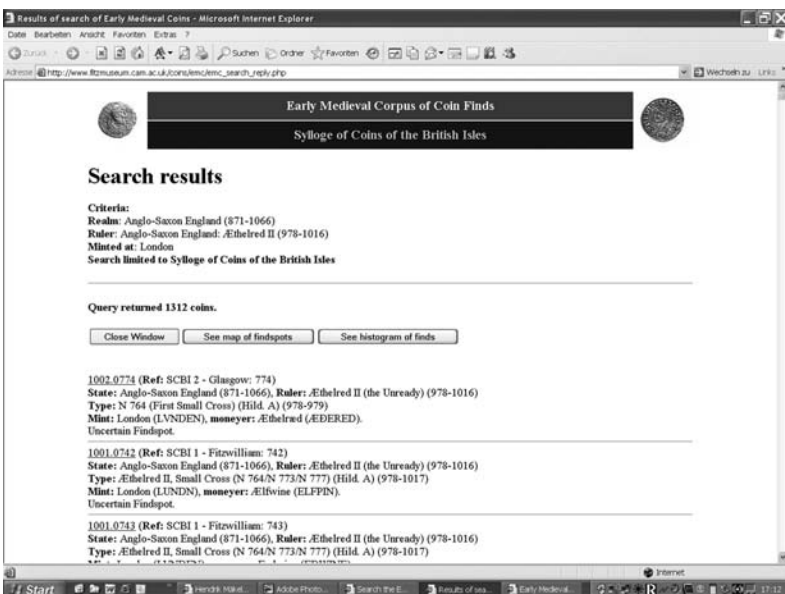 Results of search of Early Medieval Coins - Microsoft Internet Explorer
Datei Bearbeiten Ansicht Favoriten Extras ?
Zurück Suchen Ordner Favoriten
Adresse http://www.fitzmuseum.cam.ac.uk/coins/emc/emc_search_reply.php Wechseln zu Links
Early Medieval Corpus of Coin Finds
Sylloge of Coins of the British Isles
Search results
Criteria:
Realm: Anglo-Saxon England (871-1066)
Ruler: Anglo-Saxon England: Æthelred II (978-1016)
Minted at: London
Search limited to Sylloge of Coins of the British Isles
Query returned 1312 coins.
Close Window See map of findspots See histogram of finds
1002.0774 (Ref: SCBI 2 - Glasgow: 774)
State: Anglo-Saxon England (871-1066), Ruler: Æthelred II (the Unready) (978-1016)
Type: N 764 (First Small Cross) (Hild. A) (978-979)
Mint: London (LVNDEN), moneyer: Æthelræd (ÆÐERED).
Uncertain Findspot.
1001.0742 (Ref: SCBI 1 - Fitzwilliam: 742)
State: Anglo-Saxon England (871-1066), Ruler: Æthelred II (the Unready) (978-1016)
Type: Æthelred II, Small Cross (N 764/N 773/N 777) (Hild. A) (978-1017)
Mint: London (LUNDN), moneyer: Ælfwine (ELFPIN).
Uncertain Findspot.
1001.0743 (Ref: SCBI 1 - Fitzwilliam: 743)
State: Anglo-Saxon England (871-1066), Ruler: Æthelred II (the Unready) (978-1016)
Type: Æthelred II, Small Cross (N 764/N 773/N 777) (Hild. A) (978-1017)
Internet
Start Adobe Photo... Search the E... Results of sea... Early Medieval... 17:12